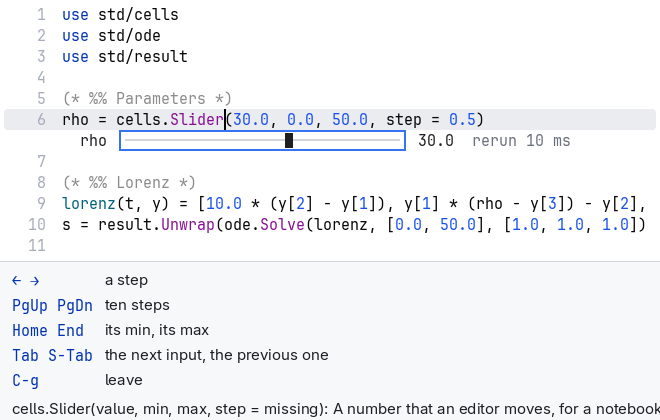 1 use std/cells
2 use std/ode
3 use std/result
4
5 (* %% Parameters *)
6 rho = cells.Slider(30.0, 0.0, 50.0, step = 0.5)
rho 30.0 rerun 10 ms
7
8 (* %% Lorenz *)
9 lorenz(t, y) = [10.0 * (y[2] - y[1]), y[1] * (rho - y[3]) - y[2],
10 s = result.Unwrap(ode.Solve(lorenz, [0.0, 50.0], [1.0, 1.0, 1.0])
11
← → a step
PgUp PgDn ten steps
Home End its min, its max
Tab S-Tab the next input, the previous one
C-g leave
cells.Slider(value, min, max, step = missing): A number that an editor moves, for a notebook